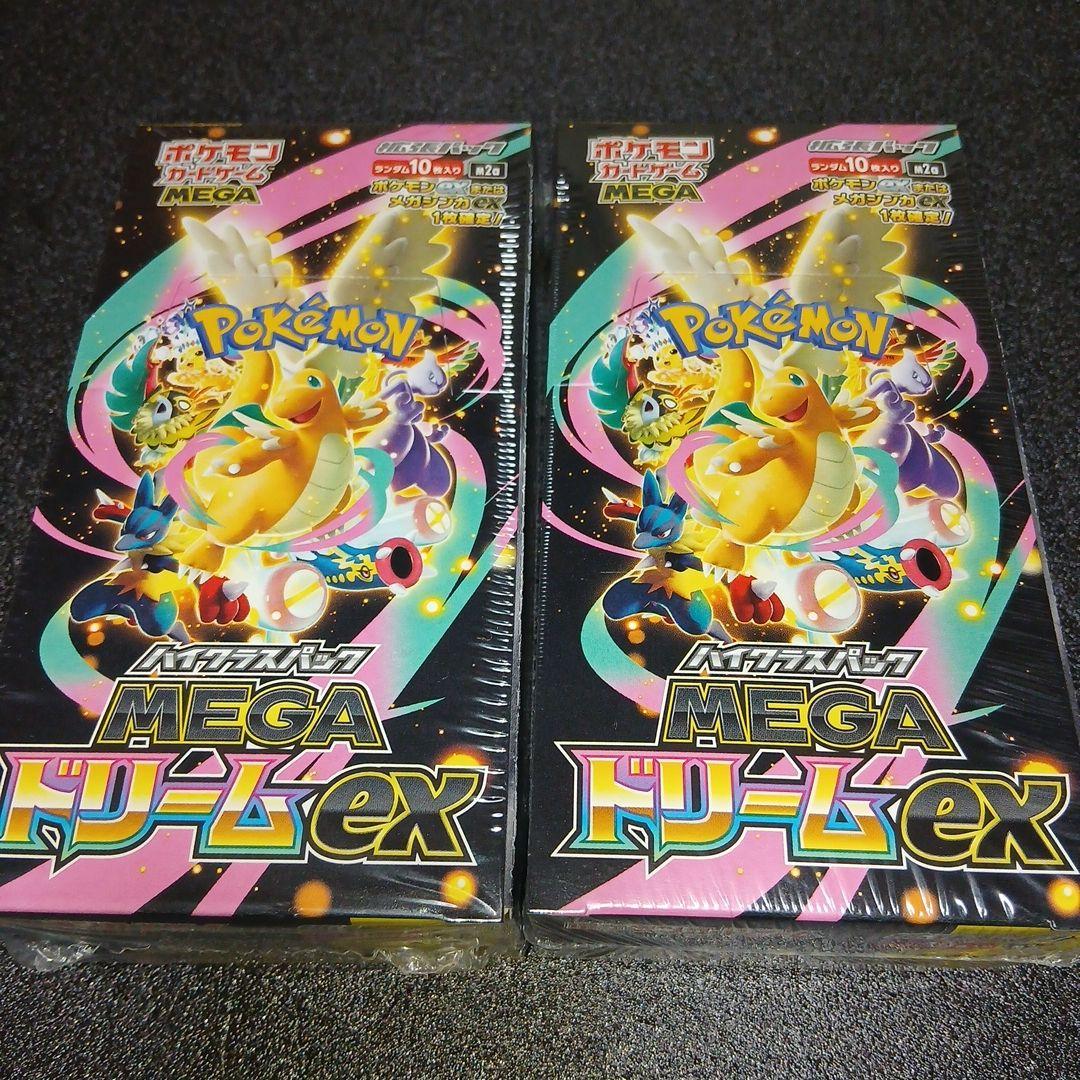 ポケモン
カードゲーム
MEGA
拡張パック
ランダム10枚入り M2a
ポケモンexまたは
メガシンカex
1枚確定!
POKÉMON
ハイクラスパック
MEGA
ドリームex
ポケモン
カードゲーム
MEGA
拡張パック
ランダム10枚入り M2a
ポケモンexまたは
メガシンカex
1枚確定!
POKÉMON
ハイクラスパック
MEGA
ドリームex